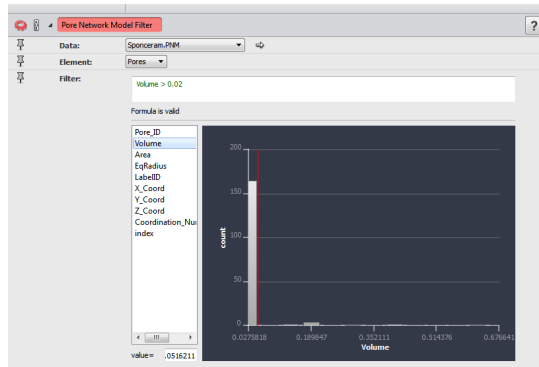 Pore Network Model Filter
?
Data: Sponceram.PNM
Element: Pores
Filter:
Volume > 0.02
Formula is valid
Pore_ID
Volume
Area
EqRadius
LabelID
X_Coord
Y_Coord
Z_Coord
Coordination_Nu
index
200
150
100
50
0
count
0.0275818 0.189847 0.352111 0.514376 0.676641
Volume
value= .0516211